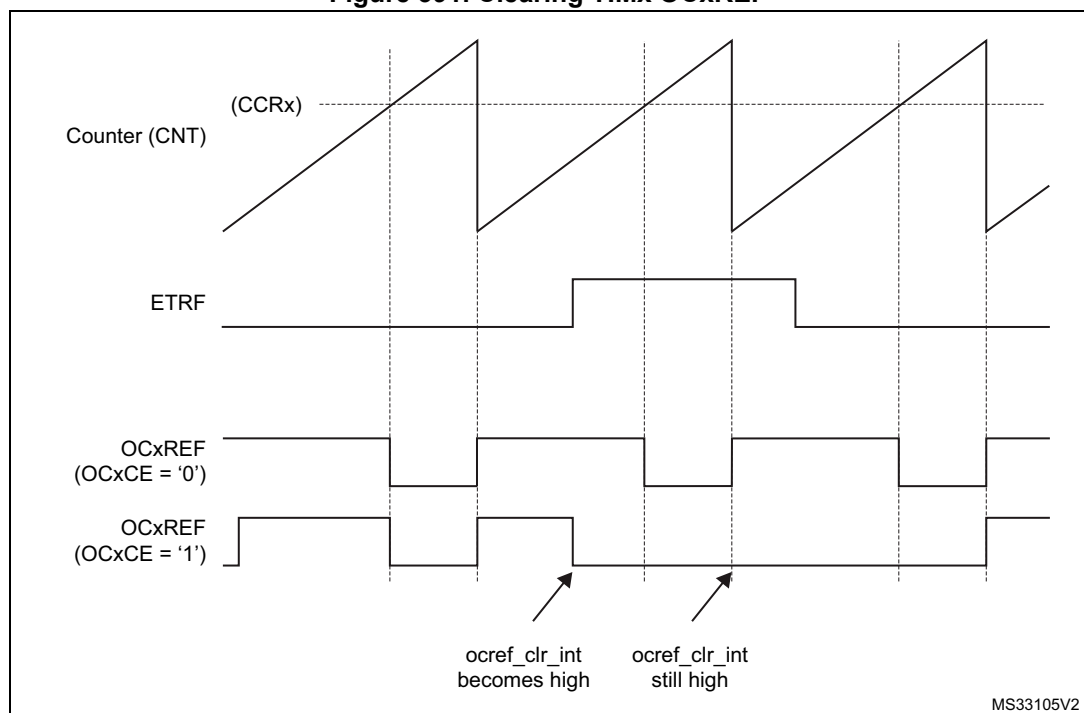 Figure 351. Clearing TIMx OCxREF
(CCRx)
Counter (CNT)
ETRF
OCxREF
(OCxCE = ‘0’)
OCxREF
(OCxCE = ‘1’)
ocref_clr_int
becomes high
ocref_clr_int
still high
MS33105V2